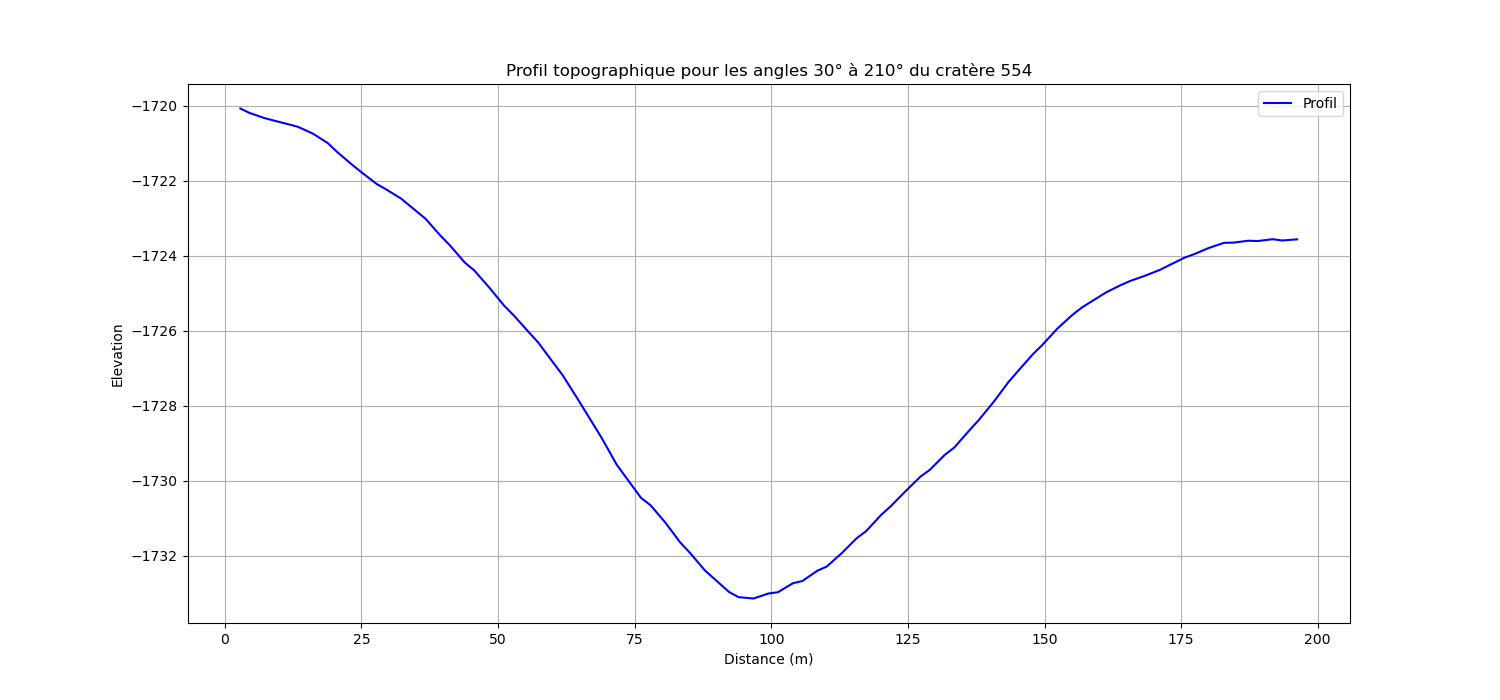 Profil topographique pour les angles 30° à 210° du cratère 554
Profil
−1720
−1722
−1724
−1726
−1728
−1730
−1732
Elevation
0 25 50 75 100 125 150 175 200
Distance (m)